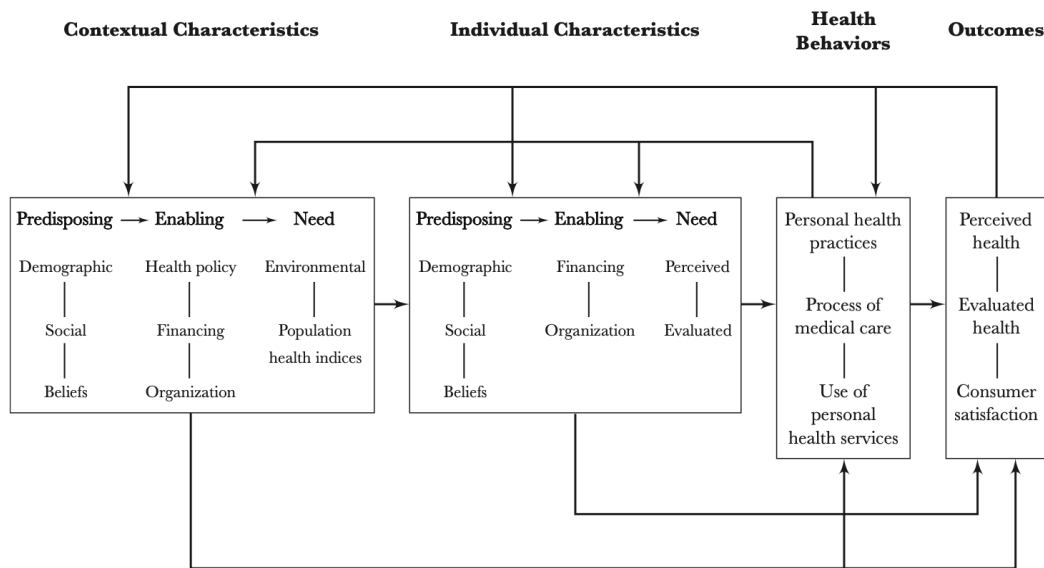 Contextual Characteristics
Individual Characteristics
Health
Behaviors
Outcomes
Predisposing
Enabling
Need
Demographic
Social
Beliefs
Health policy
Financing
Organization
Environmental
Population
health indices
Predisposing
Enabling
Need
Demographic
Social
Beliefs
Financing
Organization
Perceived
Evaluated
Personal health
practices
Process of
medical care
Use of
personal
health services
Perceived
health
Evaluated
health
Consumer
satisfaction